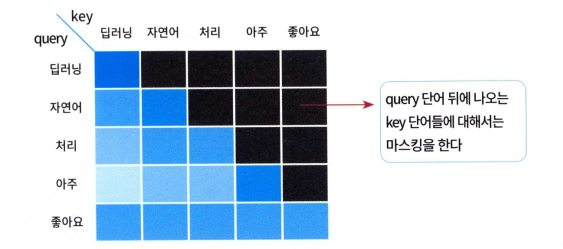 key
query
딥러닝 자연어 처리 아주 좋아요
딥러닝
자연어
처리
아주
좋아요
query 단어 뒤에 나오는
key 단어들에 대해서는
마스킹을 한다